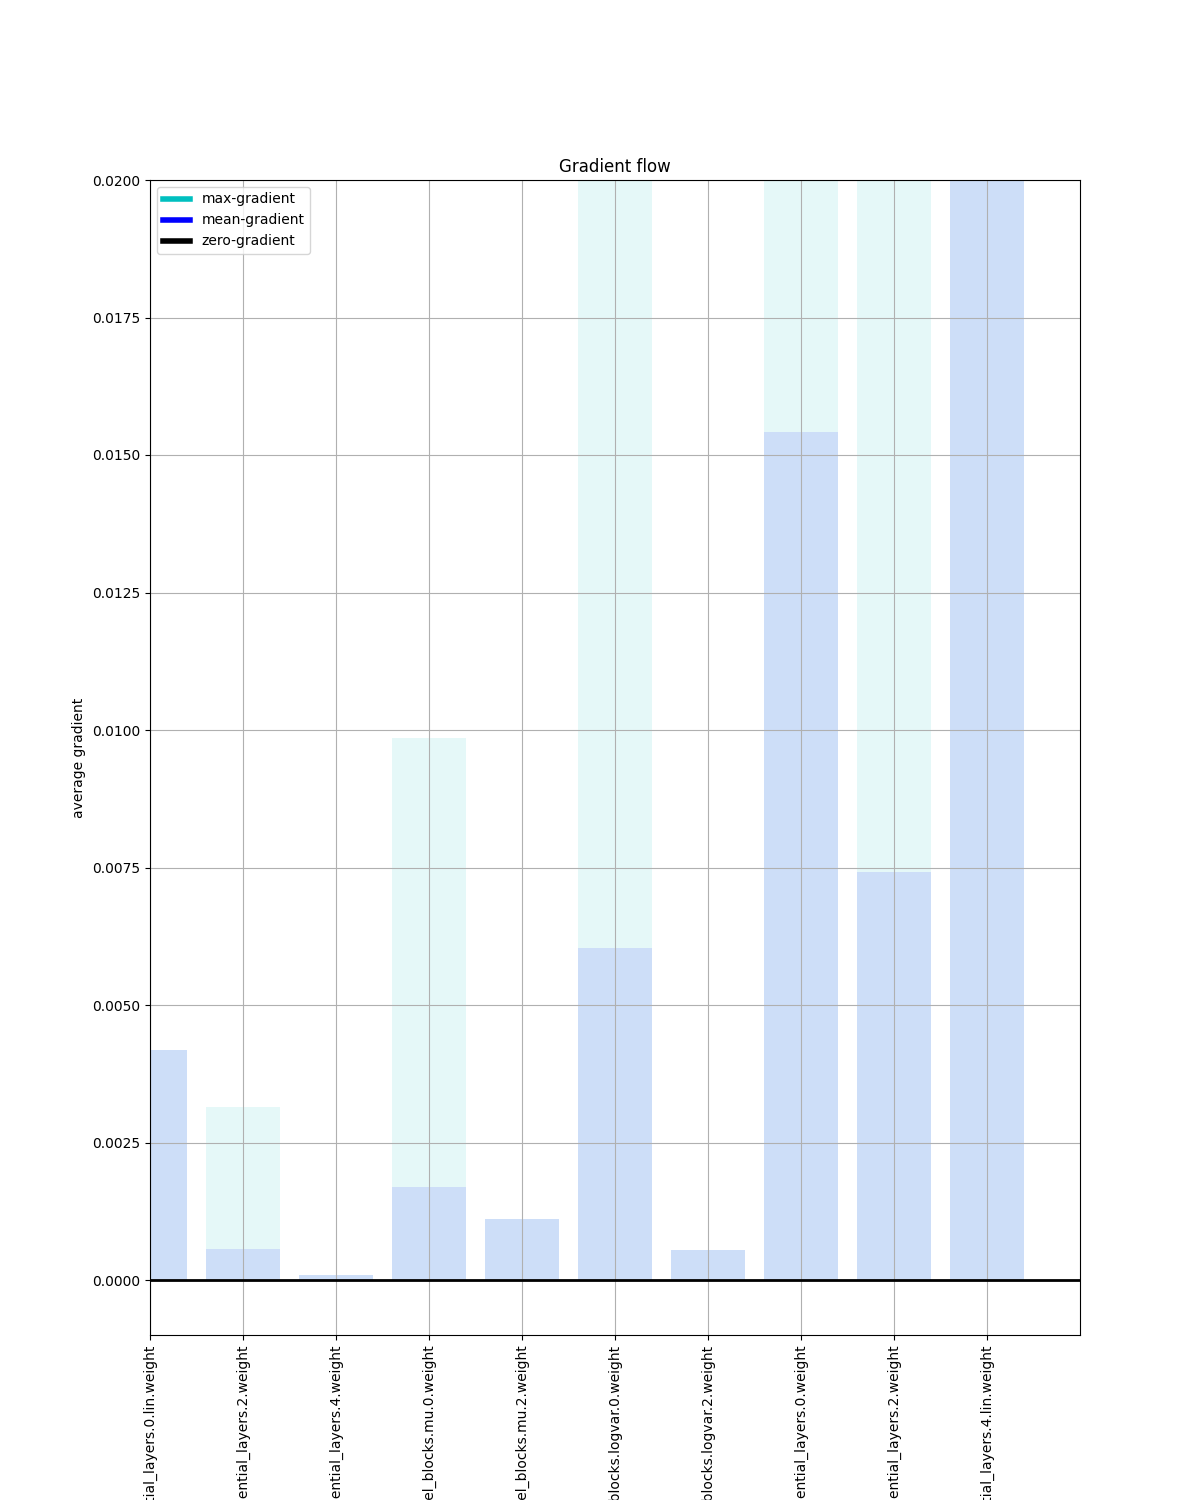 Gradient flow
max-gradient
mean-gradient
zero-gradient
0.0200
0.0175
0.0150
0.0125
0.0100
0.0075
0.0050
0.0025
0.0000
average gradient
tial_layers.0.lin.weight
ential_layers.2.weight
ential_layers.4.weight
el_blocks.mu.0.weight
el_blocks.mu.2.weight
blocks.logvar.0.weight
blocks.logvar.2.weight
ential_layers.0.weight
ential_layers.2.weight
tial_layers.4.lin.weight